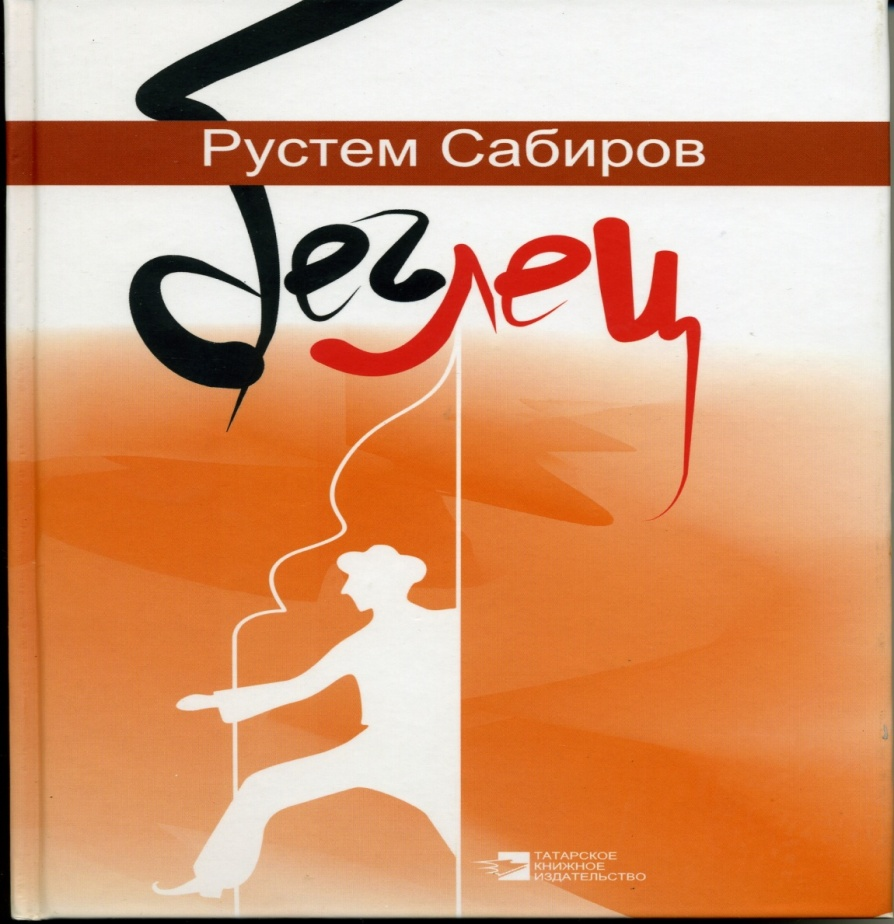 Рустем Сабиров
беглец
ТАТАРСКОЕ
КНИЖНОЕ
ИЗДАТЕЛЬСТВО